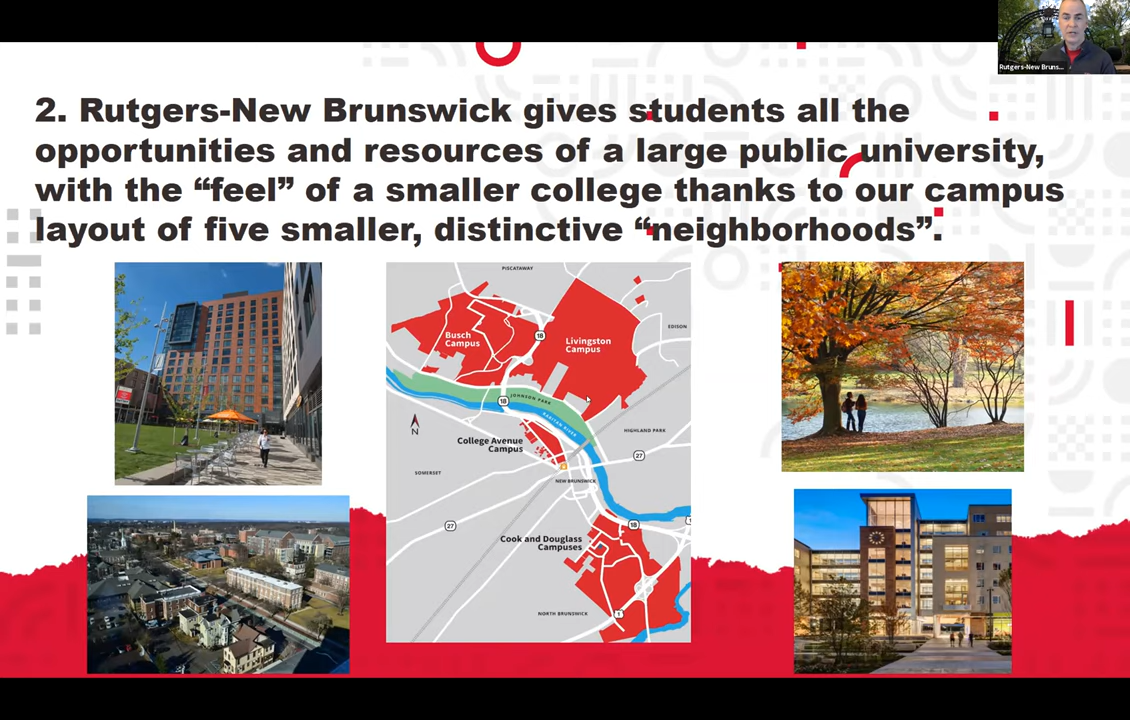 Rutgers-New Bruns...
2. Rutgers-New Brunswick gives students all the
opportunities and resources of a large public university,
with the “feel” of a smaller college thanks to our campus
layout of five smaller, distinctive “neighborhoods”.
PISCATAWAY
Busch
Campus
18
Livingston
Campus
EDISON
18
JOHNSON PARK
RARITAN RIVER
N
College Avenue
Campus
HIGHLAND PARK
27
SOMERSET
NEW BRUNSWICK
27
18
1
Cook and Douglass
Campuses
NORTH BRUNSWICK
1